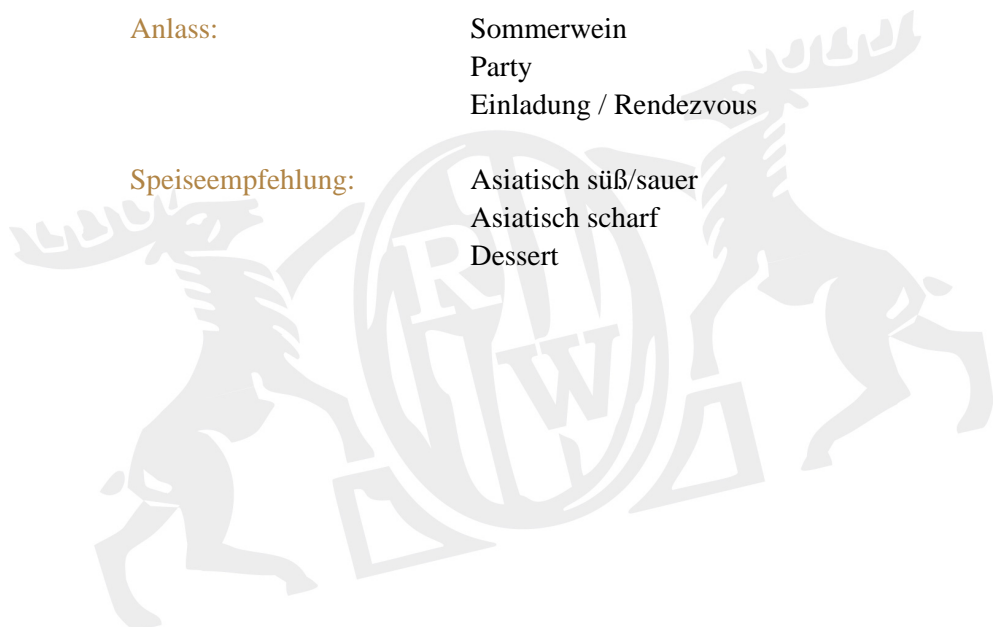 Anlass: Sommerwein
Party
Einladung / Rendezvous
Speiseempfehlung: Asiatisch süß/sauer
Asiatisch scharf
Dessert
R
W